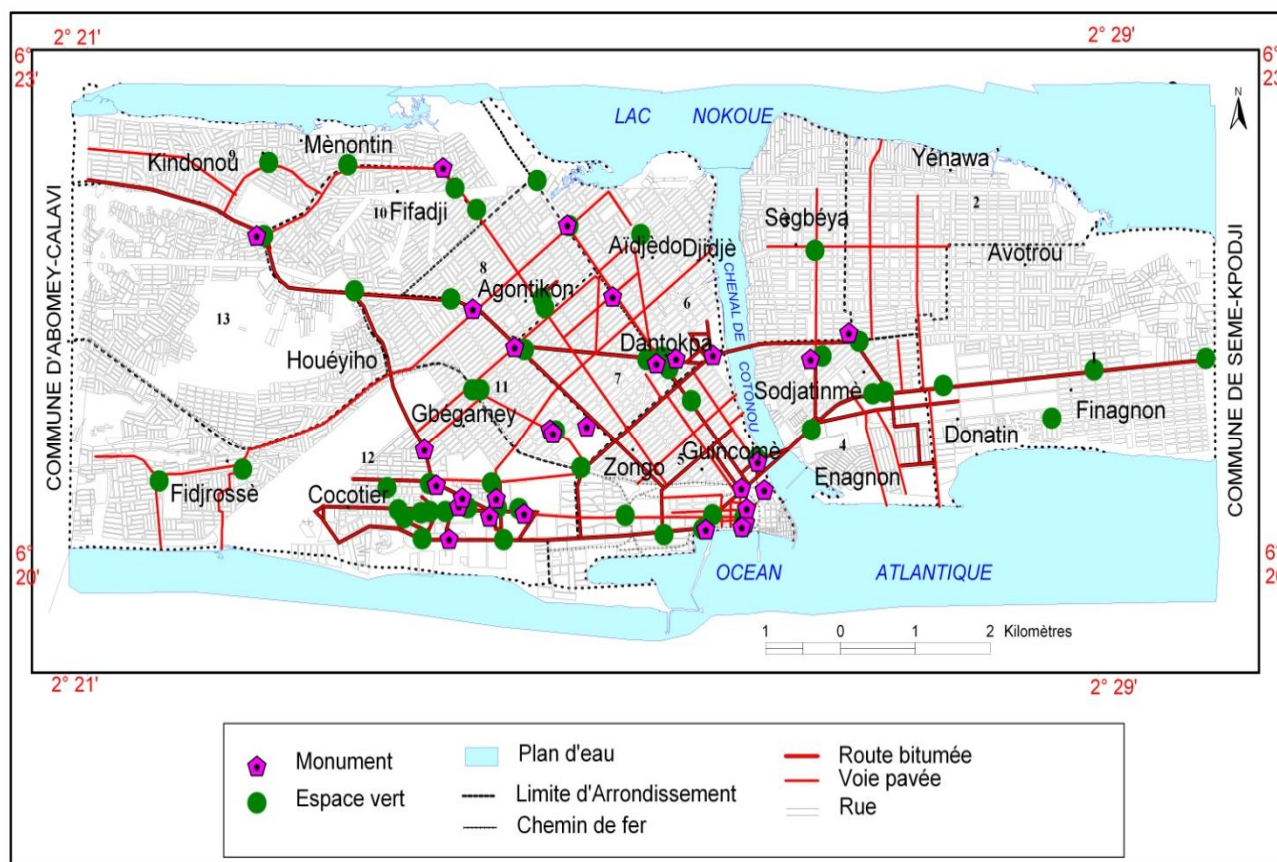 2° 21'
2° 29'
6°
23'
6°
23'
N
LAC NOKOUE
Kindonou
9
Mènontin
Yénawa
10
Fifadji
2
Sègbéya
Aïdjèdo
Djidjè
Avotrou
COMMUNE D'ABOMEY-CALAVI
8
Agontikon
6
CHENAL DE COTONOU
13
Houéyiho
Dantokpa
7
1
COMMUNE DE SEME-KPODJI
11
Gbégamey
Sodjatinmè
Finagnon
Donatin
4
12
Zongo
5
Guincomè
Enagnon
Fidjrossè
Cocotier
6°
20'
6°
20'
OCEAN ATLANTIQUE
1 0 1 2 Kilomètres
2° 21'
2° 29'
Monument
Espace vert
Plan d'eau
Limite d'Arrondissement
Chemin de fer
Route bitumée
Voie pavée
Rue